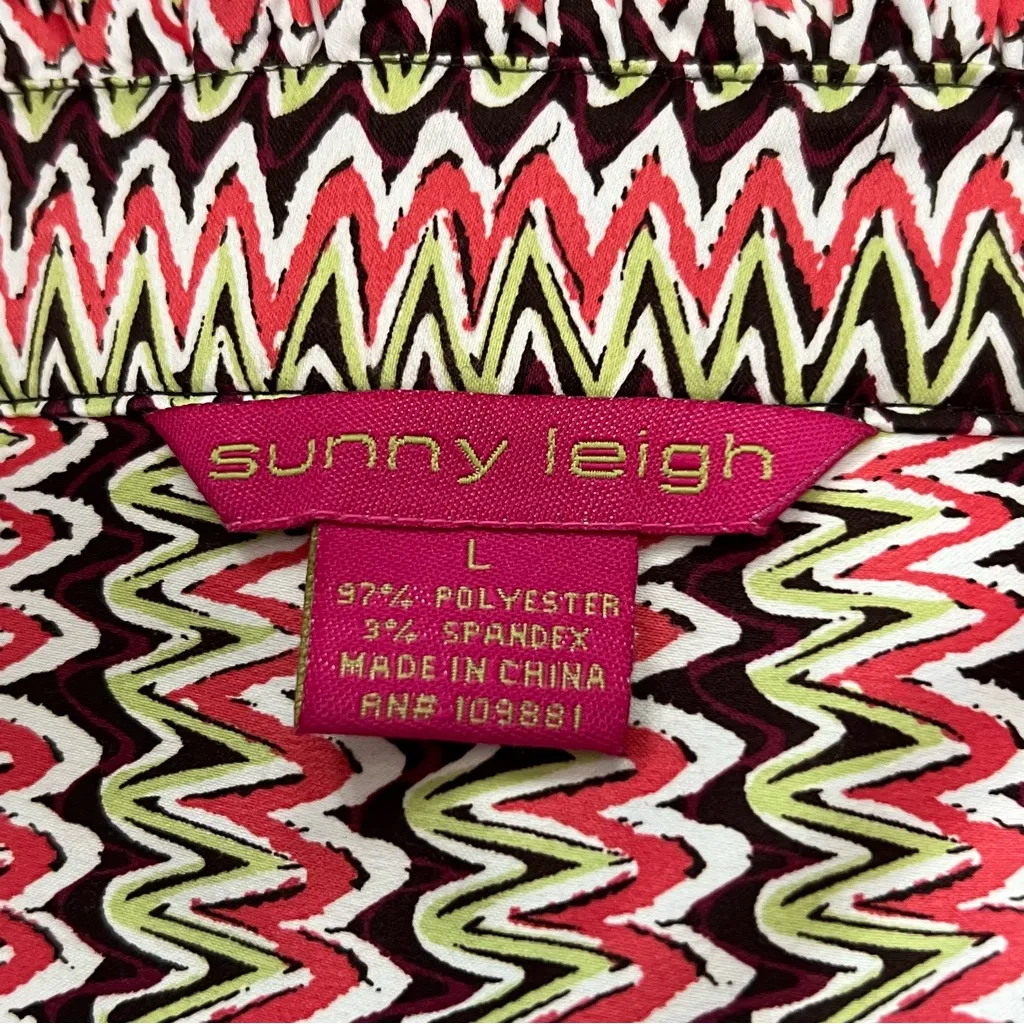 sunny leigh
L
97% POLYESTER
3% SPANDEX
MADE IN CHINA
RN# 109881